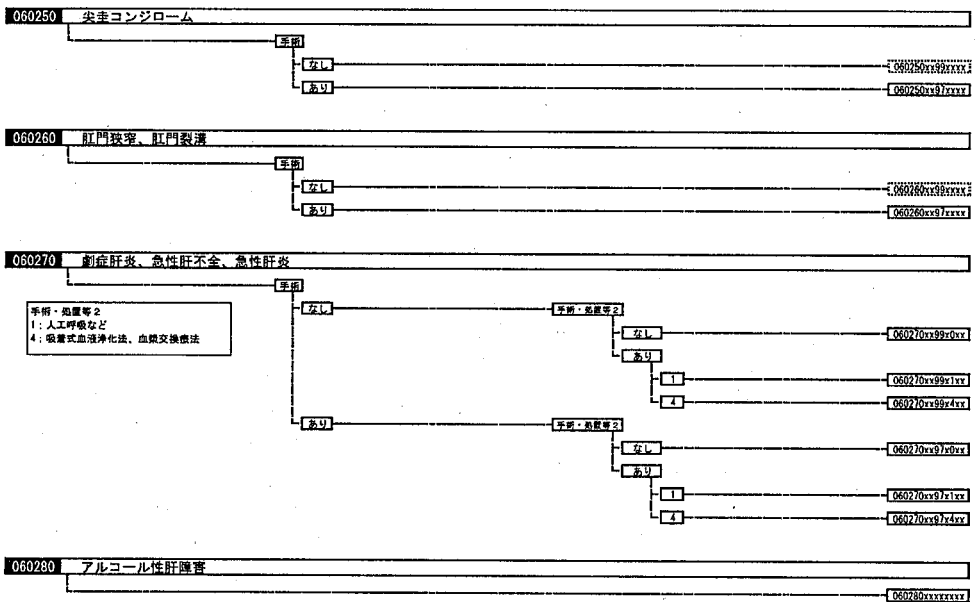 060250 尖圭コンジローム
手術
なし 060250xx99xxxx
あり 060250xx97xxxx
060260 肛門狭窄、肛門裂溝
手術
なし 060260xx99xxxx
あり 060260xx97xxxx
060270 劇症肝炎、急性肝不全、急性肝炎
手術
手術・処置等2
1:人工呼吸など
4:吸着式血液浄化法、血漿交換療法
なし 手術・処置等2
なし 060270xx99x0xx
あり
1 060270xx99x1xx
4 060270xx99x4xx
あり 手術・処置等2
なし 060270xx97x0xx
あり
1 060270xx97x1xx
4 060270xx97x4xx
060280 アルコール性肝障害
060280xxxxxxxx